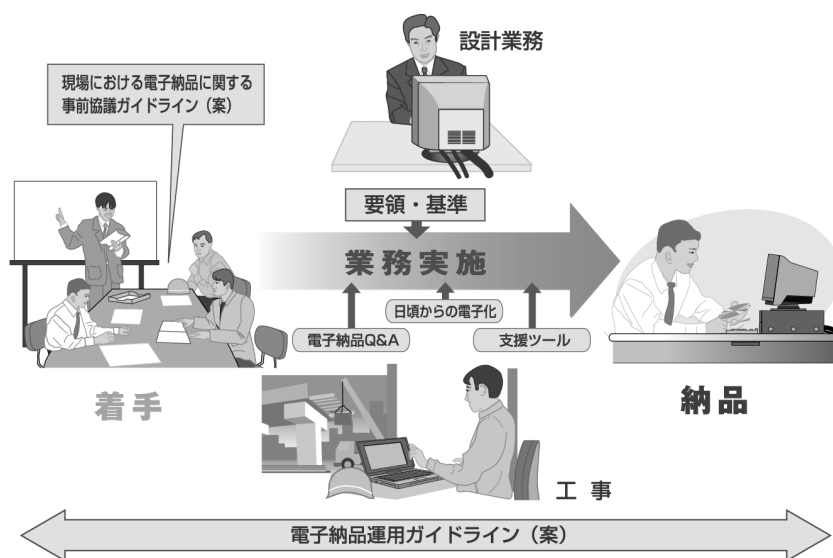 設計業務
現場における電子納品に関する
事前協議ガイドライン（案）
要領・基準
業務実施
日頃からの電子化
電子納品Q&A
支援ツール
着手
納品
工事
電子納品運用ガイドライン（案）